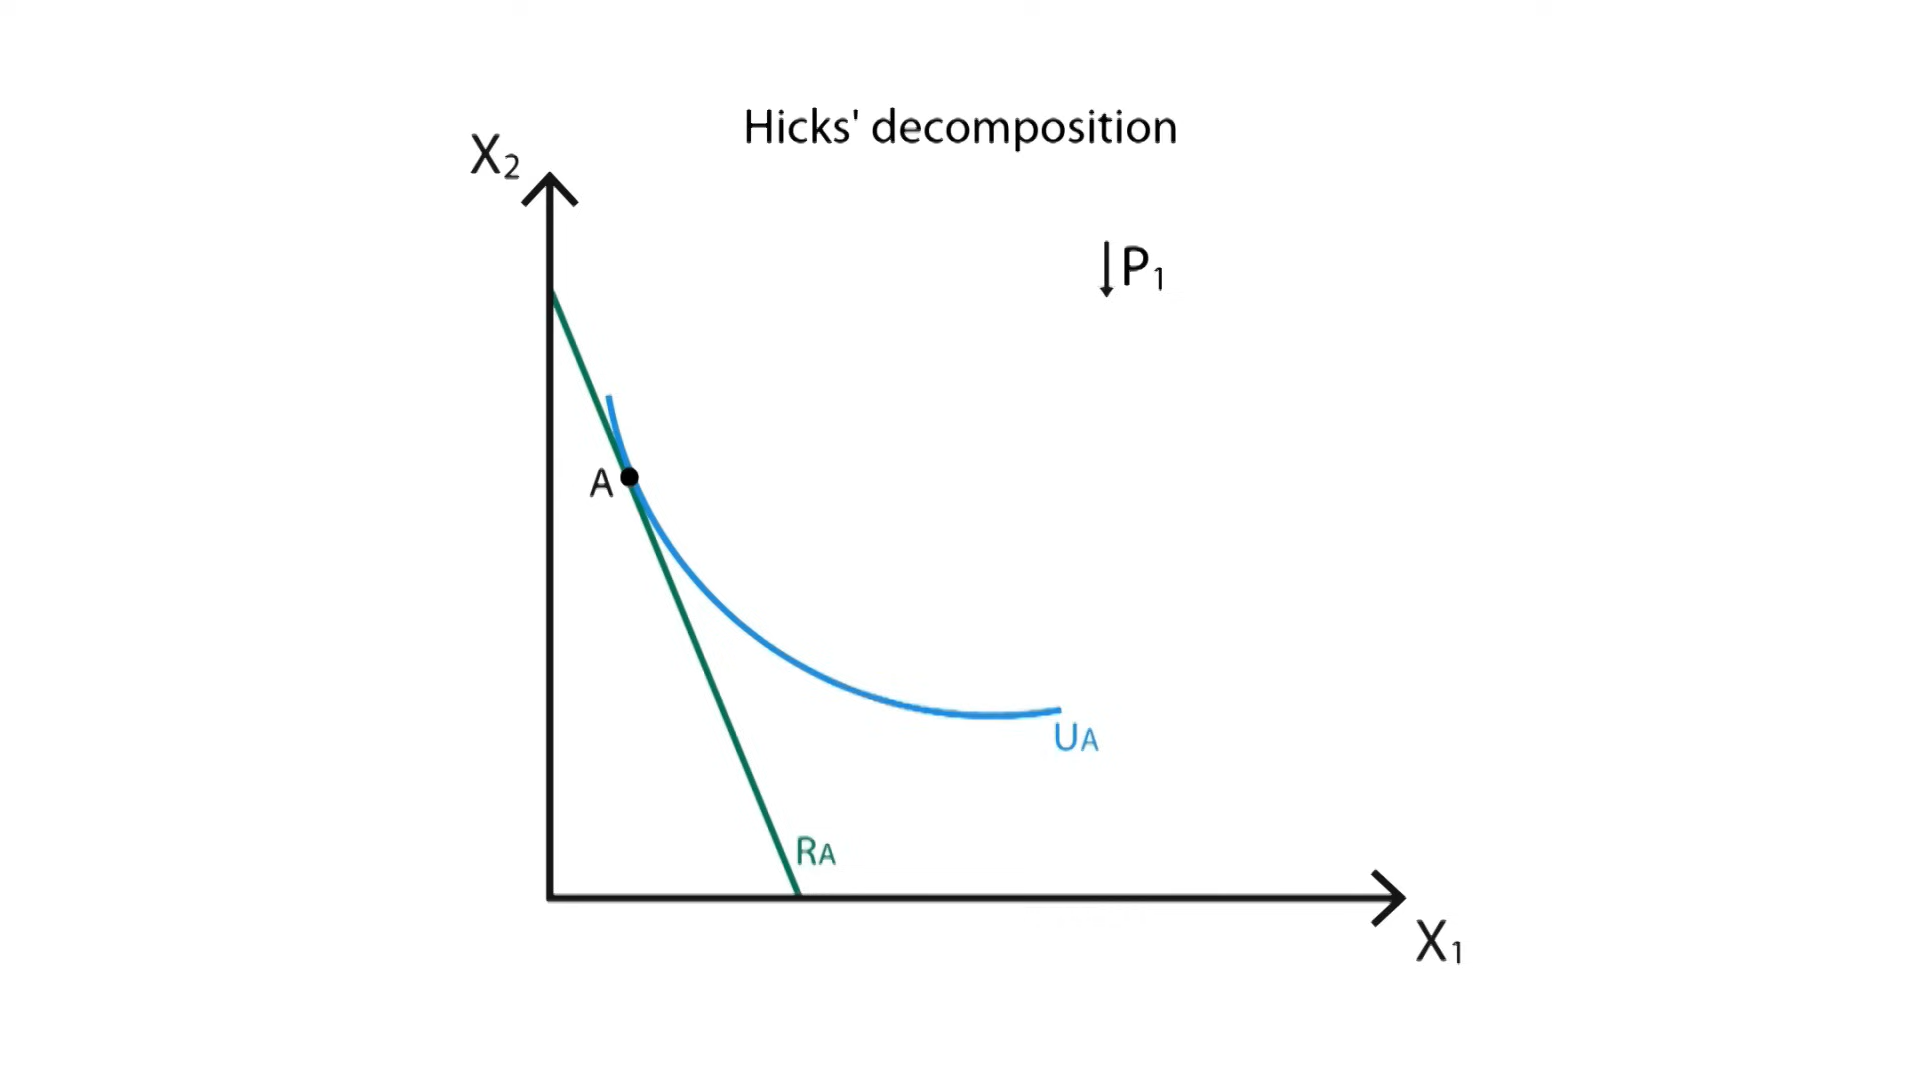 Hicks' decomposition
X₂
P₁
A
UA
RA
X₁